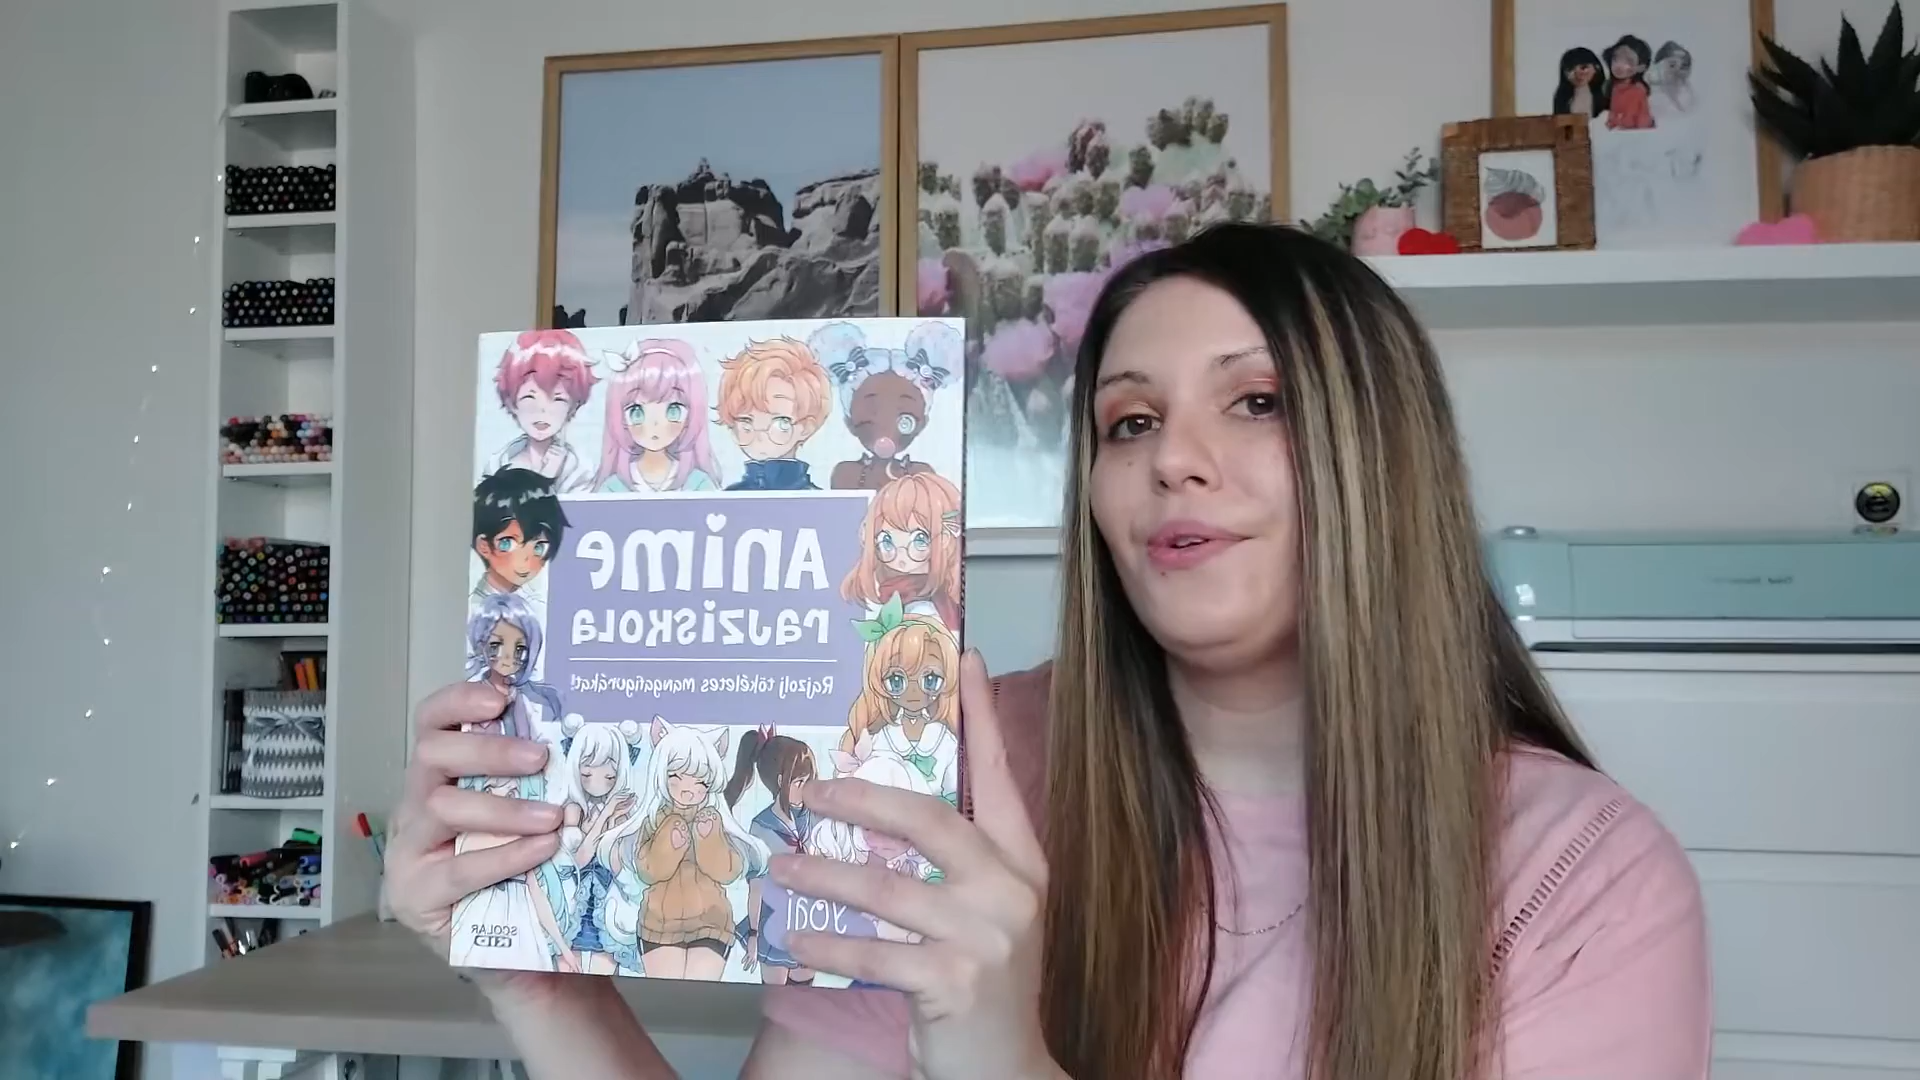 Anime
rajziskola
Rajzolj tökéletes mangafigurákat!
yoai
SCOLAR
KID